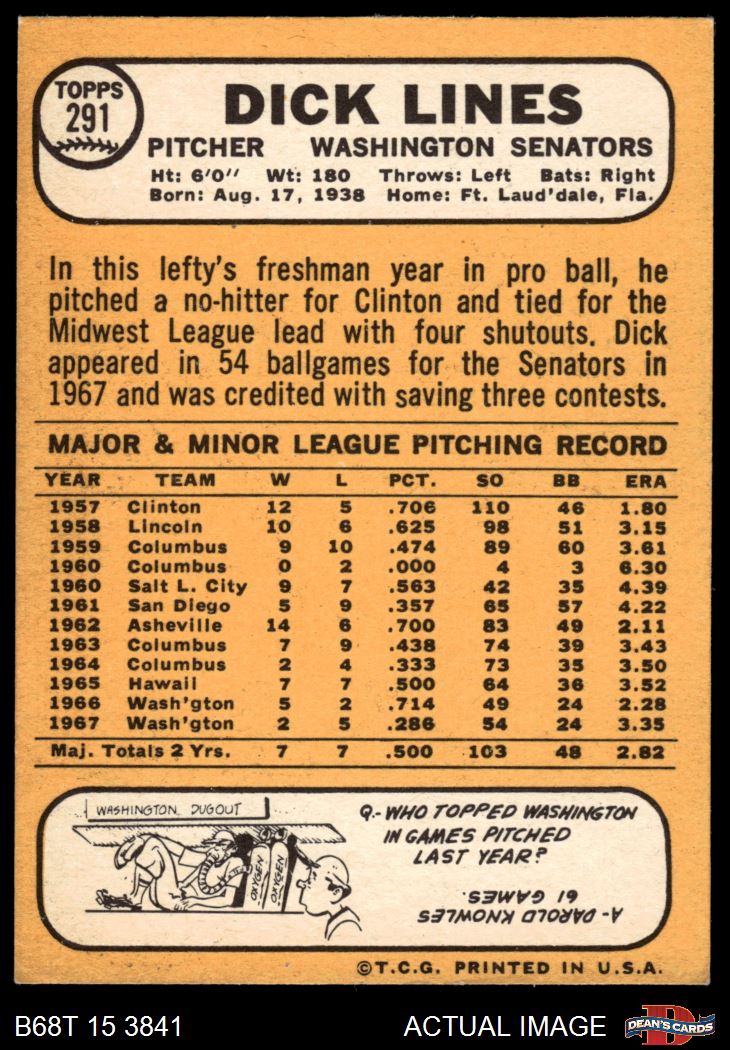 TOPPS
291
DICK LINES
PITCHER WASHINGTON SENATORS
Ht: 6'0" Wt: 180 Throws: Left Bats: Right
Born: Aug. 17, 1938 Home: Ft. Laud'dale, Fla.
In this lefty's freshman year in pro ball, he
pitched a no-hitter for Clinton and tied for the
Midwest League lead with four shutouts. Dick
appeared in 54 ballgames for the Senators in
1967 and was credited with saving three contests.
MAJOR & MINOR LEAGUE PITCHING RECORD
YEAR TEAM W L PCT. SO BB ERA
1957 Clinton 12 5 .706 110 46 1.80
1958 Lincoln 10 6 .625 98 51 3.15
1959 Columbus 9 10 .474 89 60 3.61
1960 Columbus 0 2 .000 4 3 6.30
1960 Salt L. City 9 7 .563 42 35 4.39
1961 San Diego 5 9 .357 65 57 4.22
1962 Asheville 14 6 .700 83 49 2.11
1963 Columbus 7 9 .438 74 39 3.43
1964 Columbus 2 4 .333 73 35 3.50
1965 Hawaii 7 7 .500 64 36 3.52
1966 Wash'gton 5 2 .714 49 24 2.28
1967 Wash'gton 2 5 .286 54 24 3.35
Maj. Totals 2 Yrs. 7 7 .500 103 48 2.82
WASHINGTON DUGOUT
OXYGEN
OXYGEN
Q.- WHO TOPPED WASHINGTON
IN GAMES PITCHED
LAST YEAR?
A- DAROLD KNOWLES
61 GAMES.
©T.C.G. PRINTED IN U.S.A.
B68T 15 3841 ACTUAL IMAGE
D
DEAN'S CARDS